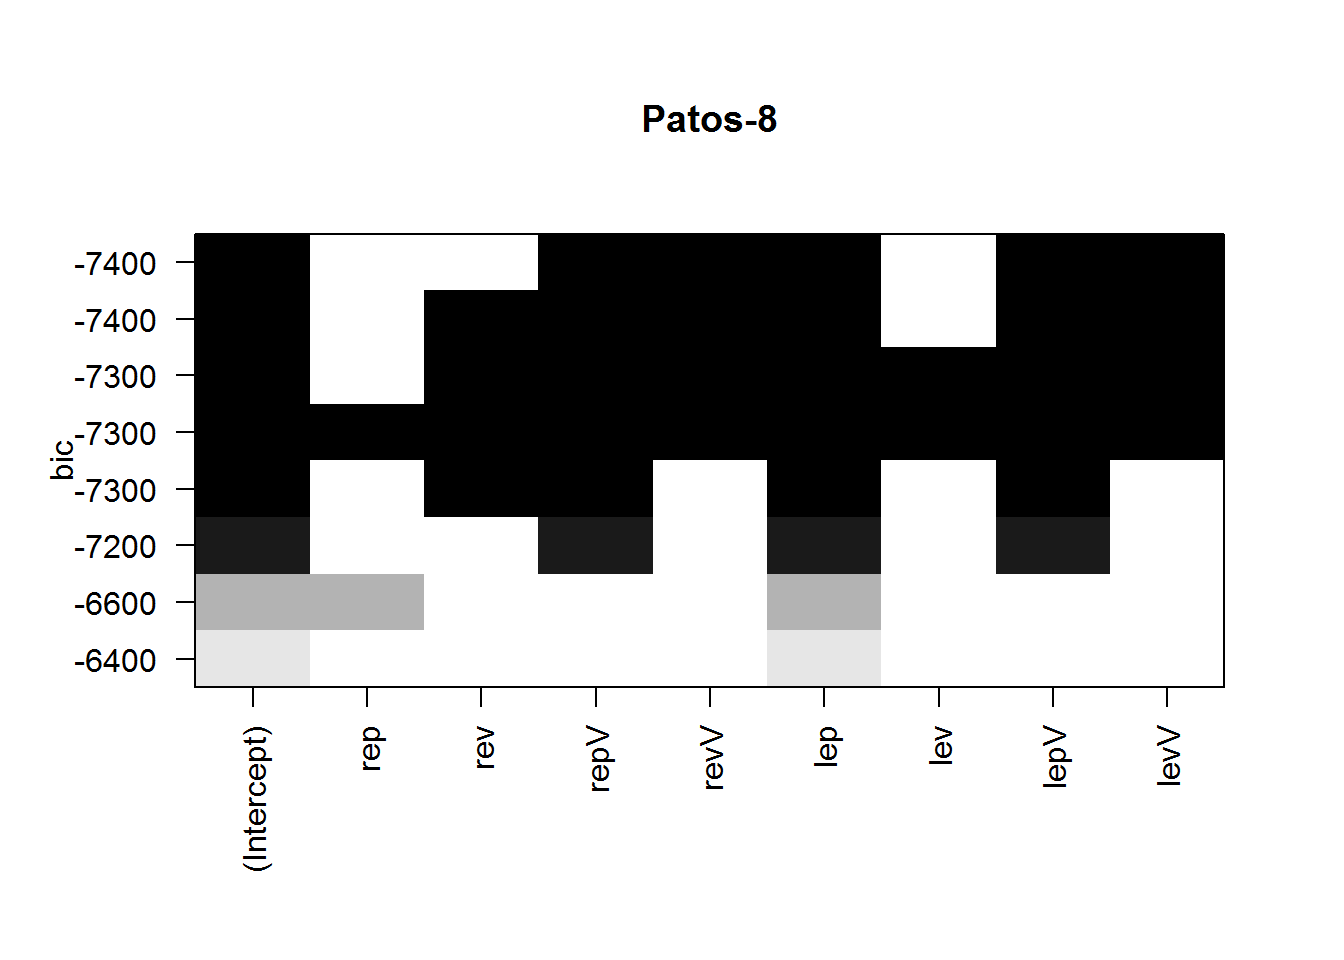 Patos-8
bic
-7400
-7400
-7300
-7300
-7300
-7200
-6600
-6400
(Intercept)
rep
rev
repV
revV
lep
lev
lepV
levV